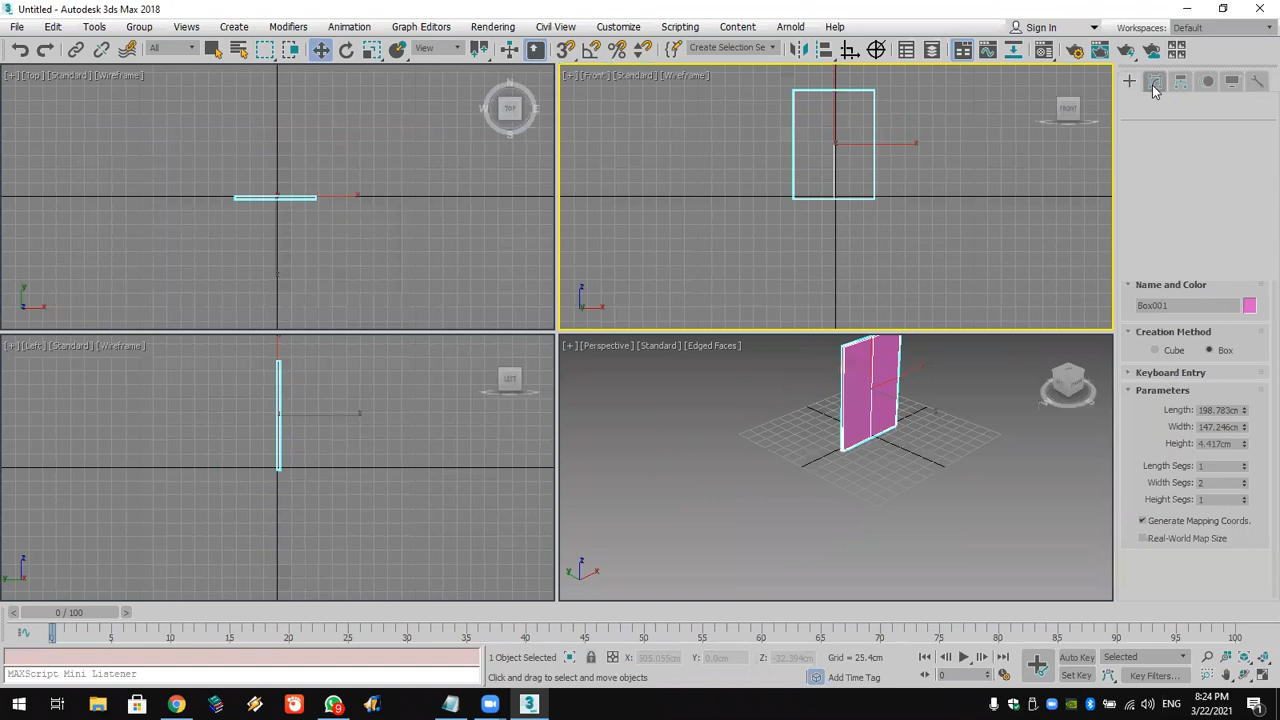 Untitled - Autodesk 3ds Max 2018
File Edit Tools Group Views Create Modifiers Animation Graph Editors Rendering Civil View Customize Scripting Content Arnold Help Sign In Workspaces: Default
All View Create Selection Se
[+] [Top] [Standard] [Wireframe]
[+] [Front] [Standard] [Wireframe]
N
W TOP E
S
FRONT
x
x
y
z x
z
y x
Name and Color
Box001
Creation Method
Cube Box
[+] [Left] [Standard] [Wireframe]
[+] [Perspective] [Standard] [Edged Faces]
LEFT
Keyboard Entry
Parameters
Length: 198.783cm
Width: 147.246cm
Height: 4.417cm
Length Segs: 1
Width Segs: 2
Height Segs: 1
Generate Mapping Coords.
Real-World Map Size
z
y x
z
y x
< 0 / 100 >
0 5 10 15 20 25 30 35 40 45 50 55 60 65 70 75 80 85 90 95 100
1 Object Selected X: 505.055cm Y: 0.0cm Z: -32.394cm Grid = 25.4cm Auto Key Selected
MAXScript Mini Listener Click and drag to select and move objects Add Time Tag 0 Set Key Key Filters...
8:24 PM
ENG
3/22/2021